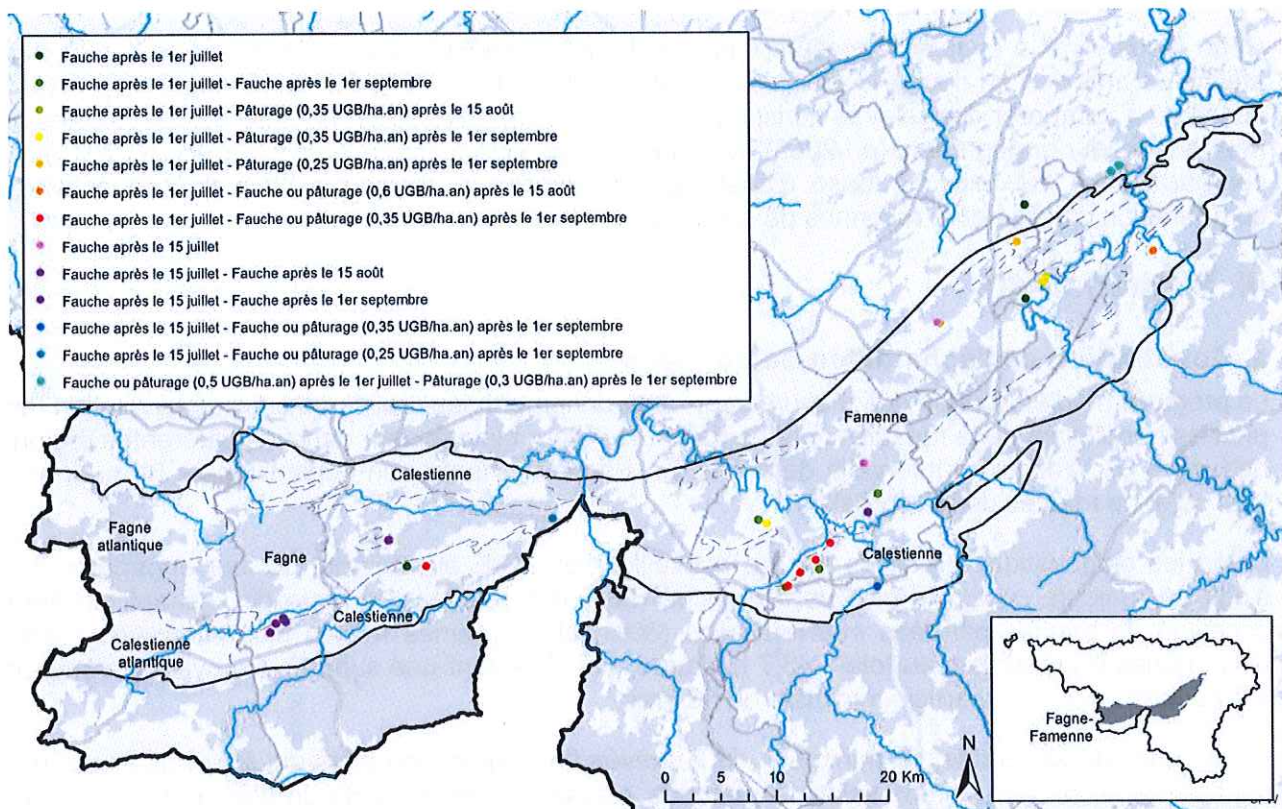 Fauche après le 1er juillet
Fauche après le 1er juillet - Fauche après le 1er septembre
Fauche après le 1er juillet - Pâturage (0,35 UGB/ha.an) après le 15 août
Fauche après le 1er juillet - Pâturage (0,35 UGB/ha.an) après le 1er septembre
Fauche après le 1er juillet - Pâturage (0,25 UGB/ha.an) après le 1er septembre
Fauche après le 1er juillet - Fauche ou pâturage (0,6 UGB/ha.an) après le 15 août
Fauche après le 1er juillet - Fauche ou pâturage (0,35 UGB/ha.an) après le 1er septembre
Fauche après le 15 juillet
Fauche après le 15 juillet - Fauche après le 15 août
Fauche après le 15 juillet - Fauche après le 1er septembre
Fauche après le 15 juillet - Fauche ou pâturage (0,35 UGB/ha.an) après le 1er septembre
Fauche après le 15 juillet - Fauche ou pâturage (0,25 UGB/ha.an) après le 1er septembre
Fauche ou pâturage (0,5 UGB/ha.an) après le 1er juillet - Pâturage (0,3 UGB/ha.an) après le 1er septembre
Famenne
Calestienne
Fagne
atlantique
Fagne
Calestienne
Calestienne
Calestienne
atlantique
0 10 20 Km
N
Fagne-
Famenne